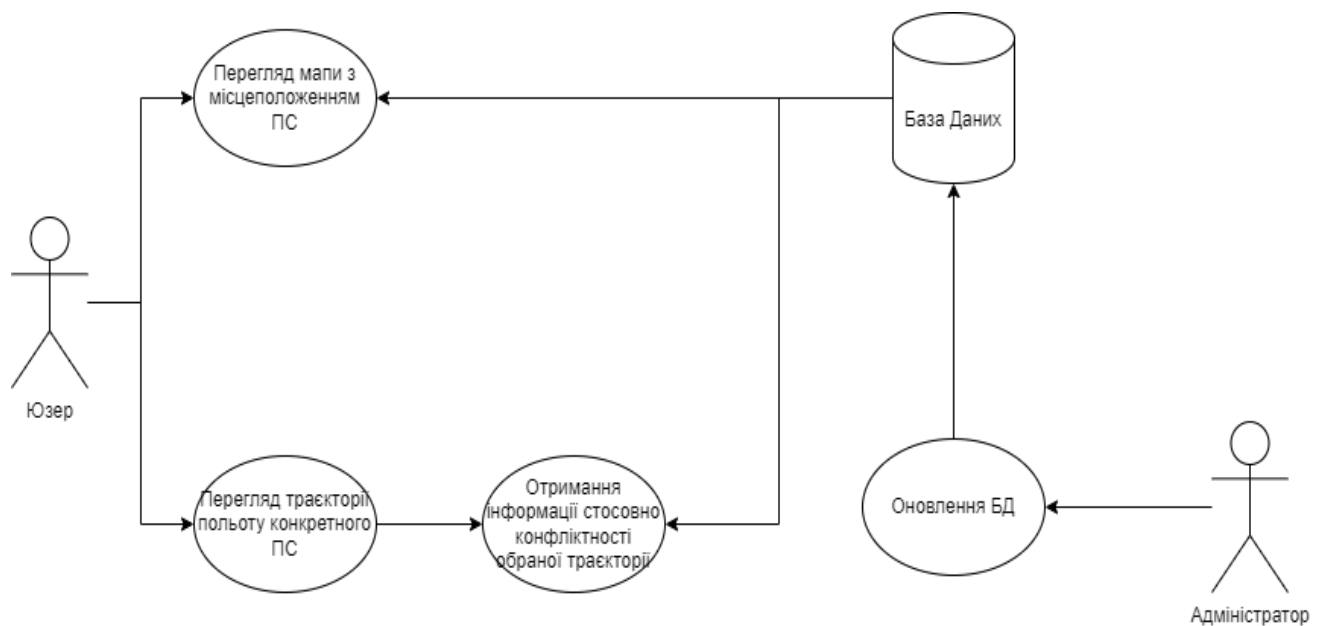 Перегляд мапи з
місцеположенням
ПС
База Даних
Юзер
Перегляд траєкторії
польоту конкретного
ПС
Отримання
інформації стосовно
конфліктності
обраної траєкторії
Оновлення БД
Адміністратор